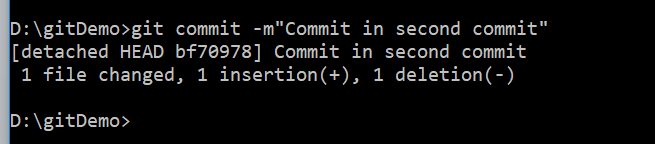 D:\gitDemo>git commit -m"Commit in second commit"
[detached HEAD bf70978] Commit in second commit
 1 file changed, 1 insertion(+), 1 deletion(-)
D:\gitDemo>